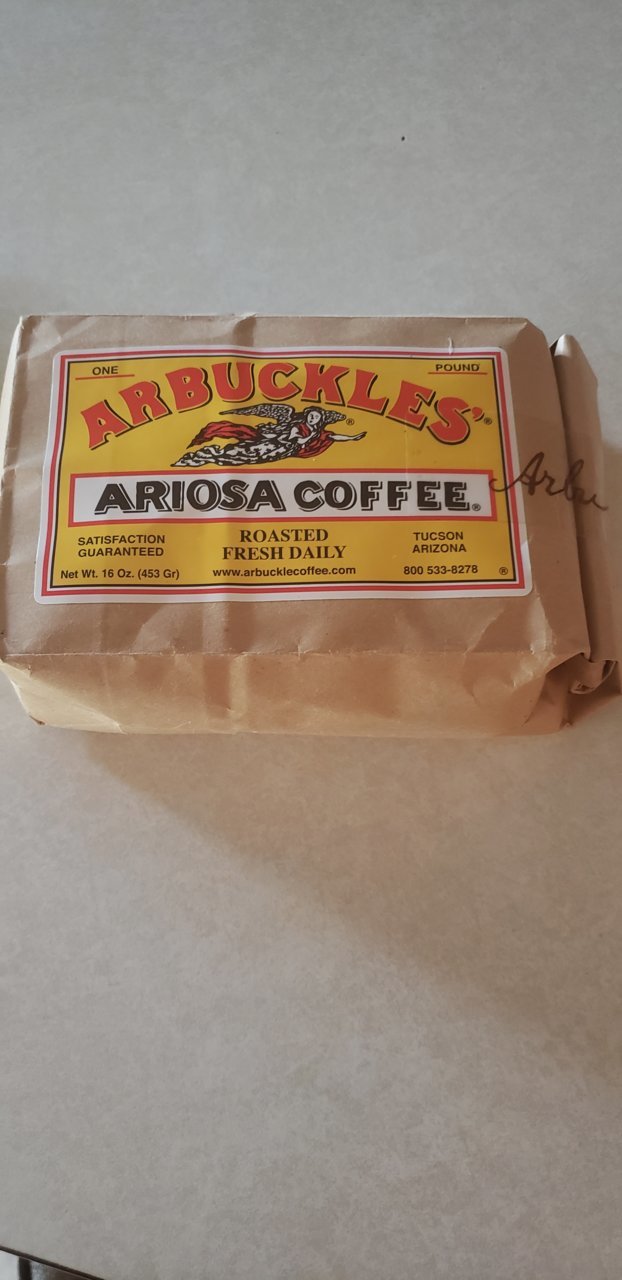 ONE POUND
ARBUCKLES'®
®
ARIOSA COFFEE®
SATISFACTION
GUARANTEED
ROASTED
FRESH DAILY
TUCSON
ARIZONA
Net Wt. 16 Oz. (453 Gr) www.arbucklecoffee.com 800 533-8278 ®
Arbu